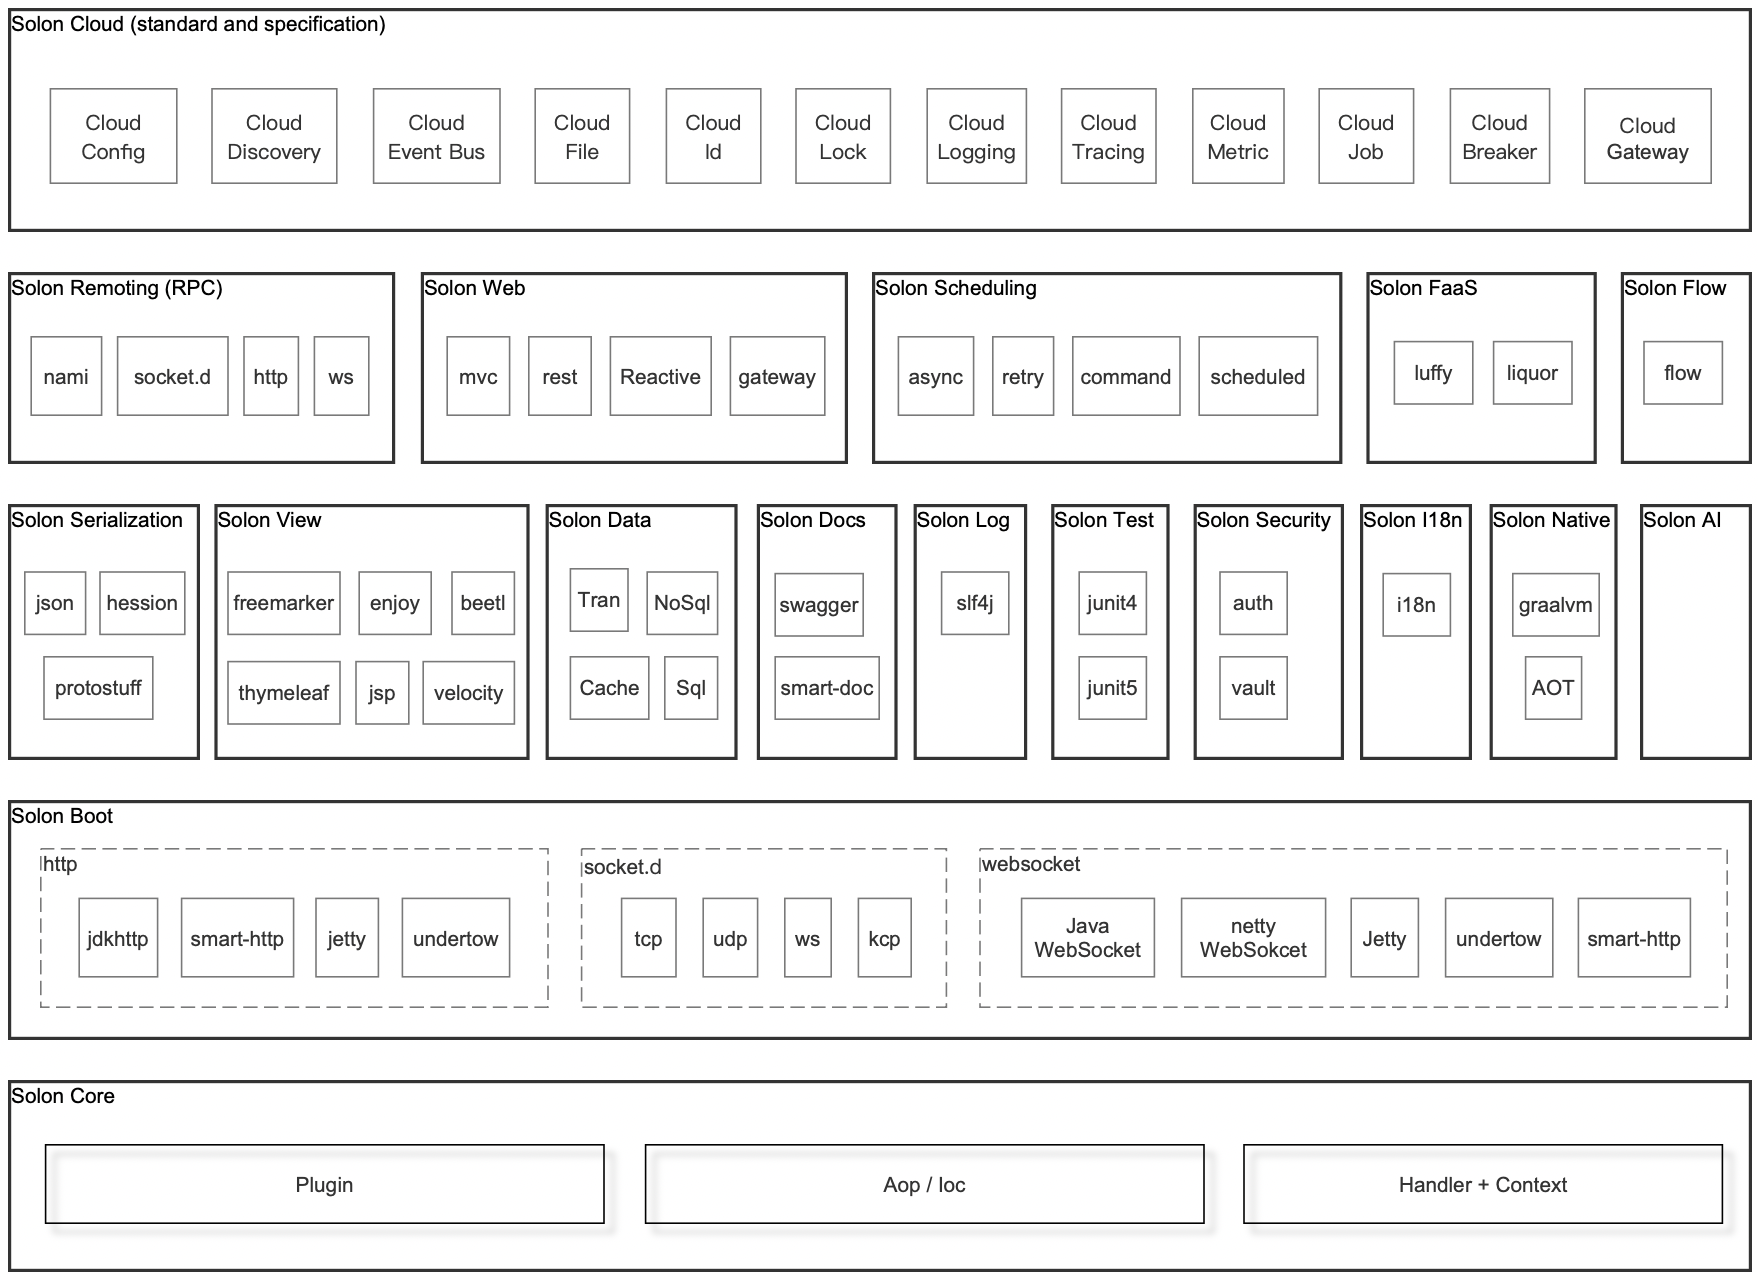 Solon Cloud (standard and specification)
Cloud
Config
Cloud
Discovery
Cloud
Event Bus
Cloud
File
Cloud
Id
Cloud
Lock
Cloud
Logging
Cloud
Tracing
Cloud
Metric
Cloud
Job
Cloud
Breaker
Cloud
Gateway
Solon Remoting (RPC)
nami
socket.d
http
ws
Solon Web
mvc
rest
Reactive
gateway
Solon Scheduling
async
retry
command
scheduled
Solon FaaS
luffy
liquor
Solon Flow
flow
Solon Serialization
json
hession
protostuff
Solon View
freemarker
enjoy
beetl
thymeleaf
jsp
velocity
Solon Data
Tran
NoSql
Cache
Sql
Solon Docs
swagger
smart-doc
Solon Log
slf4j
Solon Test
junit4
junit5
Solon Security
auth
vault
Solon I18n
i18n
Solon Native
graalvm
AOT
Solon AI
Solon Boot
http
jdkhttp
smart-http
jetty
undertow
socket.d
tcp
udp
ws
kcp
websocket
Java
WebSocket
netty
WebSokcet
Jetty
undertow
smart-http
Solon Core
Plugin
Aop / Ioc
Handler + Context